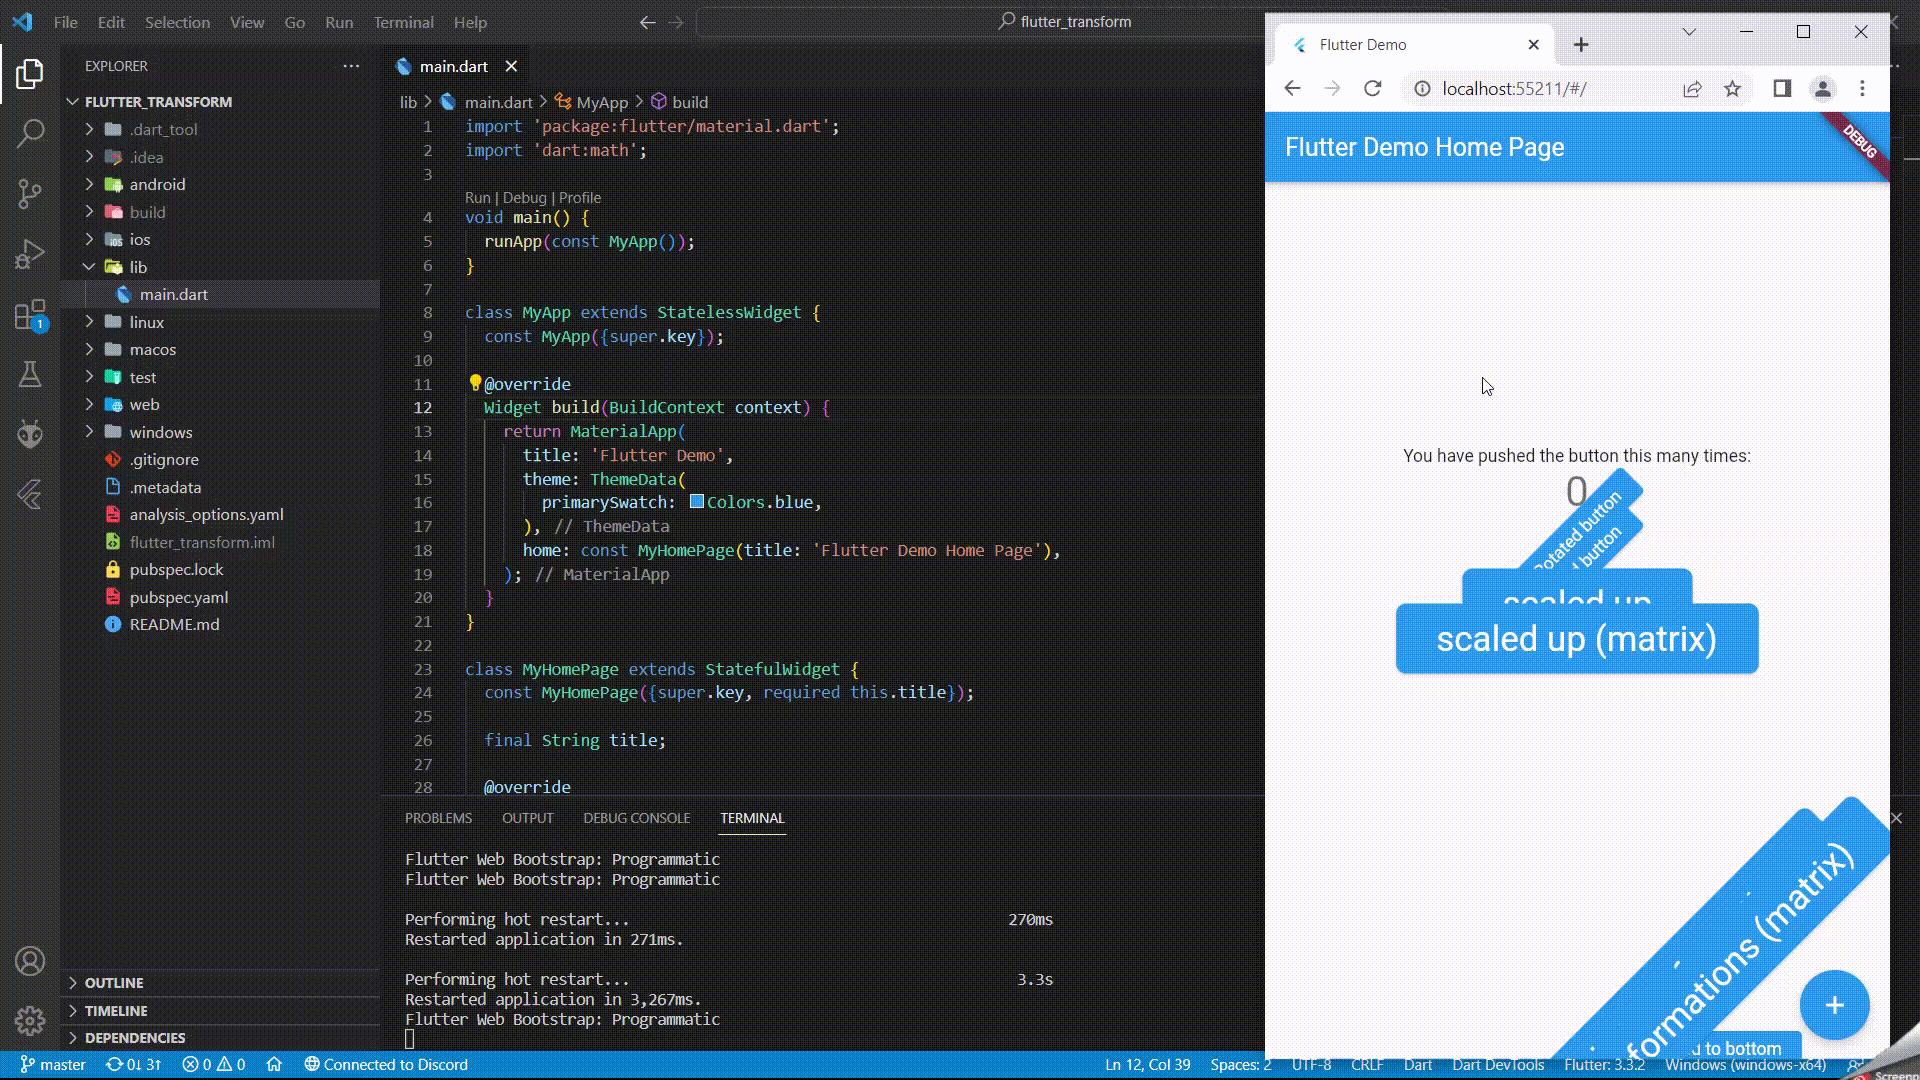 File Edit Selection View Go Run Terminal Help
flutter_transform
EXPLORER
FLUTTER_TRANSFORM
.dart_tool
.idea
android
build
ios
lib
main.dart
linux
macos
test
web
windows
.gitignore
.metadata
analysis_options.yaml
flutter_transform.iml
pubspec.lock
pubspec.yaml
README.md
OUTLINE
TIMELINE
DEPENDENCIES
1
main.dart
lib > main.dart > MyApp > build
1 import 'package:flutter/material.dart';
2 import 'dart:math';
3
Run | Debug | Profile
4 void main() {
5 runApp(const MyApp());
6 }
7
8 class MyApp extends StatelessWidget {
9 const MyApp({super.key});
10
11 @override
12 Widget build(BuildContext context) {
13 return MaterialApp(
14 title: 'Flutter Demo',
15 theme: ThemeData(
16 primarySwatch: Colors.blue,
17 ), // ThemeData
18 home: const MyHomePage(title: 'Flutter Demo Home Page'),
19 ); // MaterialApp
20 }
21 }
22
23 class MyHomePage extends StatefulWidget {
24 const MyHomePage({super.key, required this.title});
25
26 final String title;
27
28 @override
PROBLEMS OUTPUT DEBUG CONSOLE TERMINAL
Flutter Web Bootstrap: Programmatic
Flutter Web Bootstrap: Programmatic
Performing hot restart... 270ms
Restarted application in 271ms.
Performing hot restart... 3.3s
Restarted application in 3,267ms.
Flutter Web Bootstrap: Programmatic
Flutter Demo
localhost:55211/#/
Flutter Demo Home Page
DEBUG
You have pushed the button this many times:
0
Rotated button
button
scaled up
scaled up (matrix)
formations (matrix)
to bottom
+
master 0↓ 3↑ 0 0 Connected to Discord Ln 12, Col 39 Spaces: 2 UTF-8 CRLF Dart Dart DevTools Flutter: 3.3.2 Windows (windows-x64)